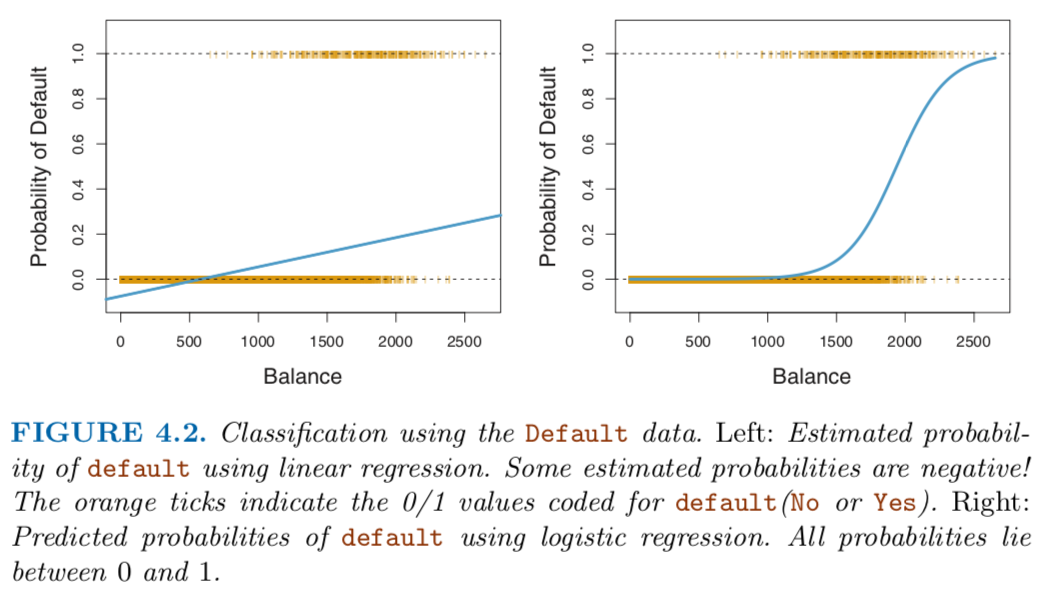 Probability of Default
0.0 0.2 0.4 0.6 0.8 1.0
0 500 1000 1500 2000 2500
Balance
Probability of Default
0.0 0.2 0.4 0.6 0.8 1.0
0 500 1000 1500 2000 2500
Balance
FIGURE 4.2. Classification using the Default data. Left: Estimated probabil-
ity of default using linear regression. Some estimated probabilities are negative!
The orange ticks indicate the 0/1 values coded for default(No or Yes). Right:
Predicted probabilities of default using logistic regression. All probabilities lie
between 0 and 1.